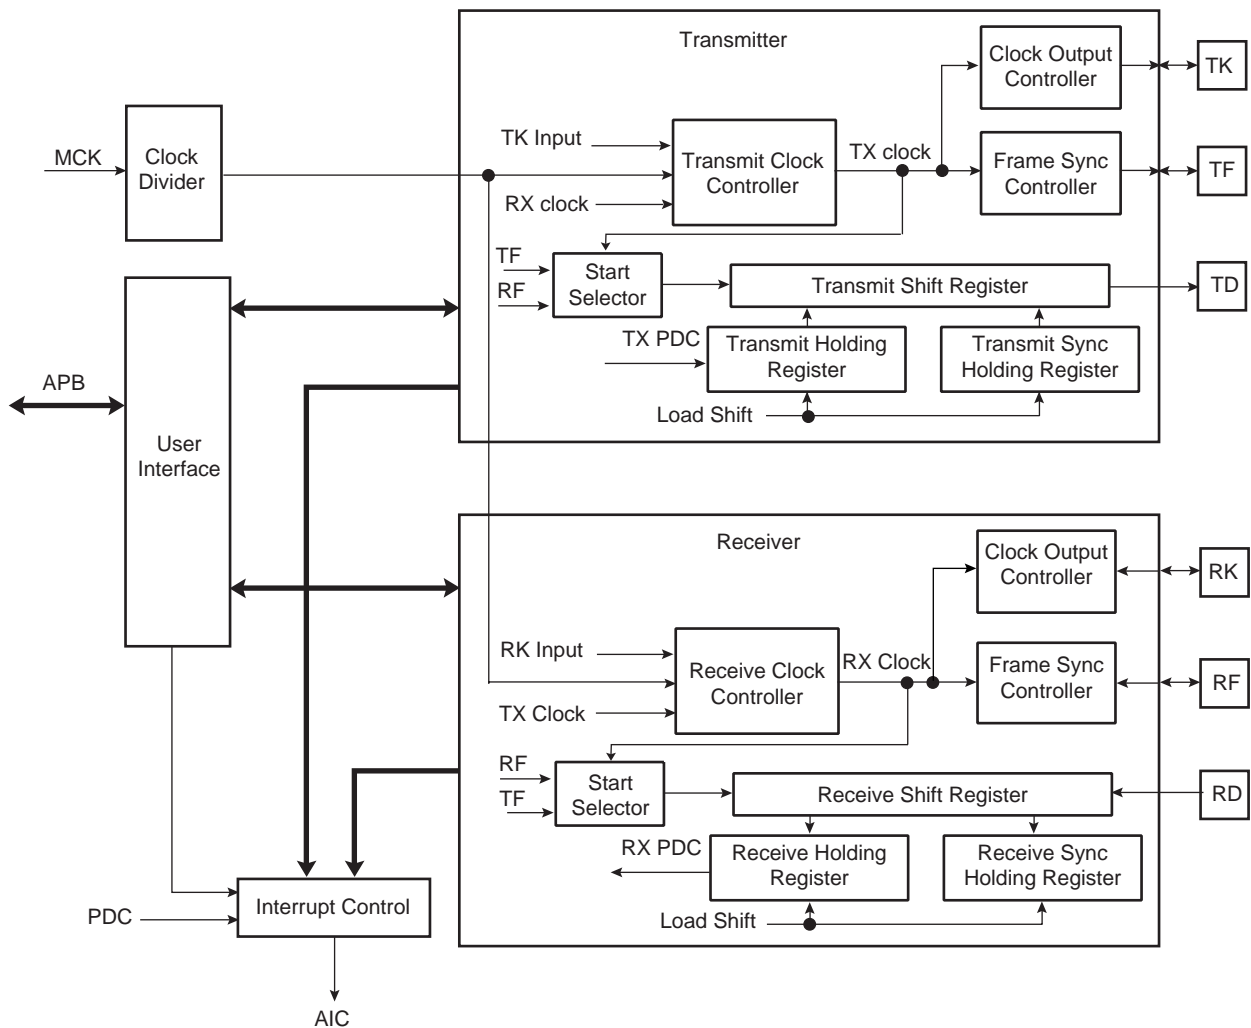 Transmitter
Clock Output
Controller
TK
MCK
Clock
Divider
TK Input
Transmit Clock
Controller
TX clock
Frame Sync
Controller
TF
RX clock
TF
RF
Start
Selector
Transmit Shift Register
TD
TX PDC
Transmit Holding
Register
Transmit Sync
Holding Register
Load Shift
APB
User
Interface
Receiver
Clock Output
Controller
RK
RK Input
Receive Clock
Controller
RX Clock
Frame Sync
Controller
RF
TX Clock
RF
TF
Start
Selector
Receive Shift Register
RD
RX PDC
Receive Holding
Register
Receive Sync
Holding Register
Load Shift
PDC
Interrupt Control
AIC